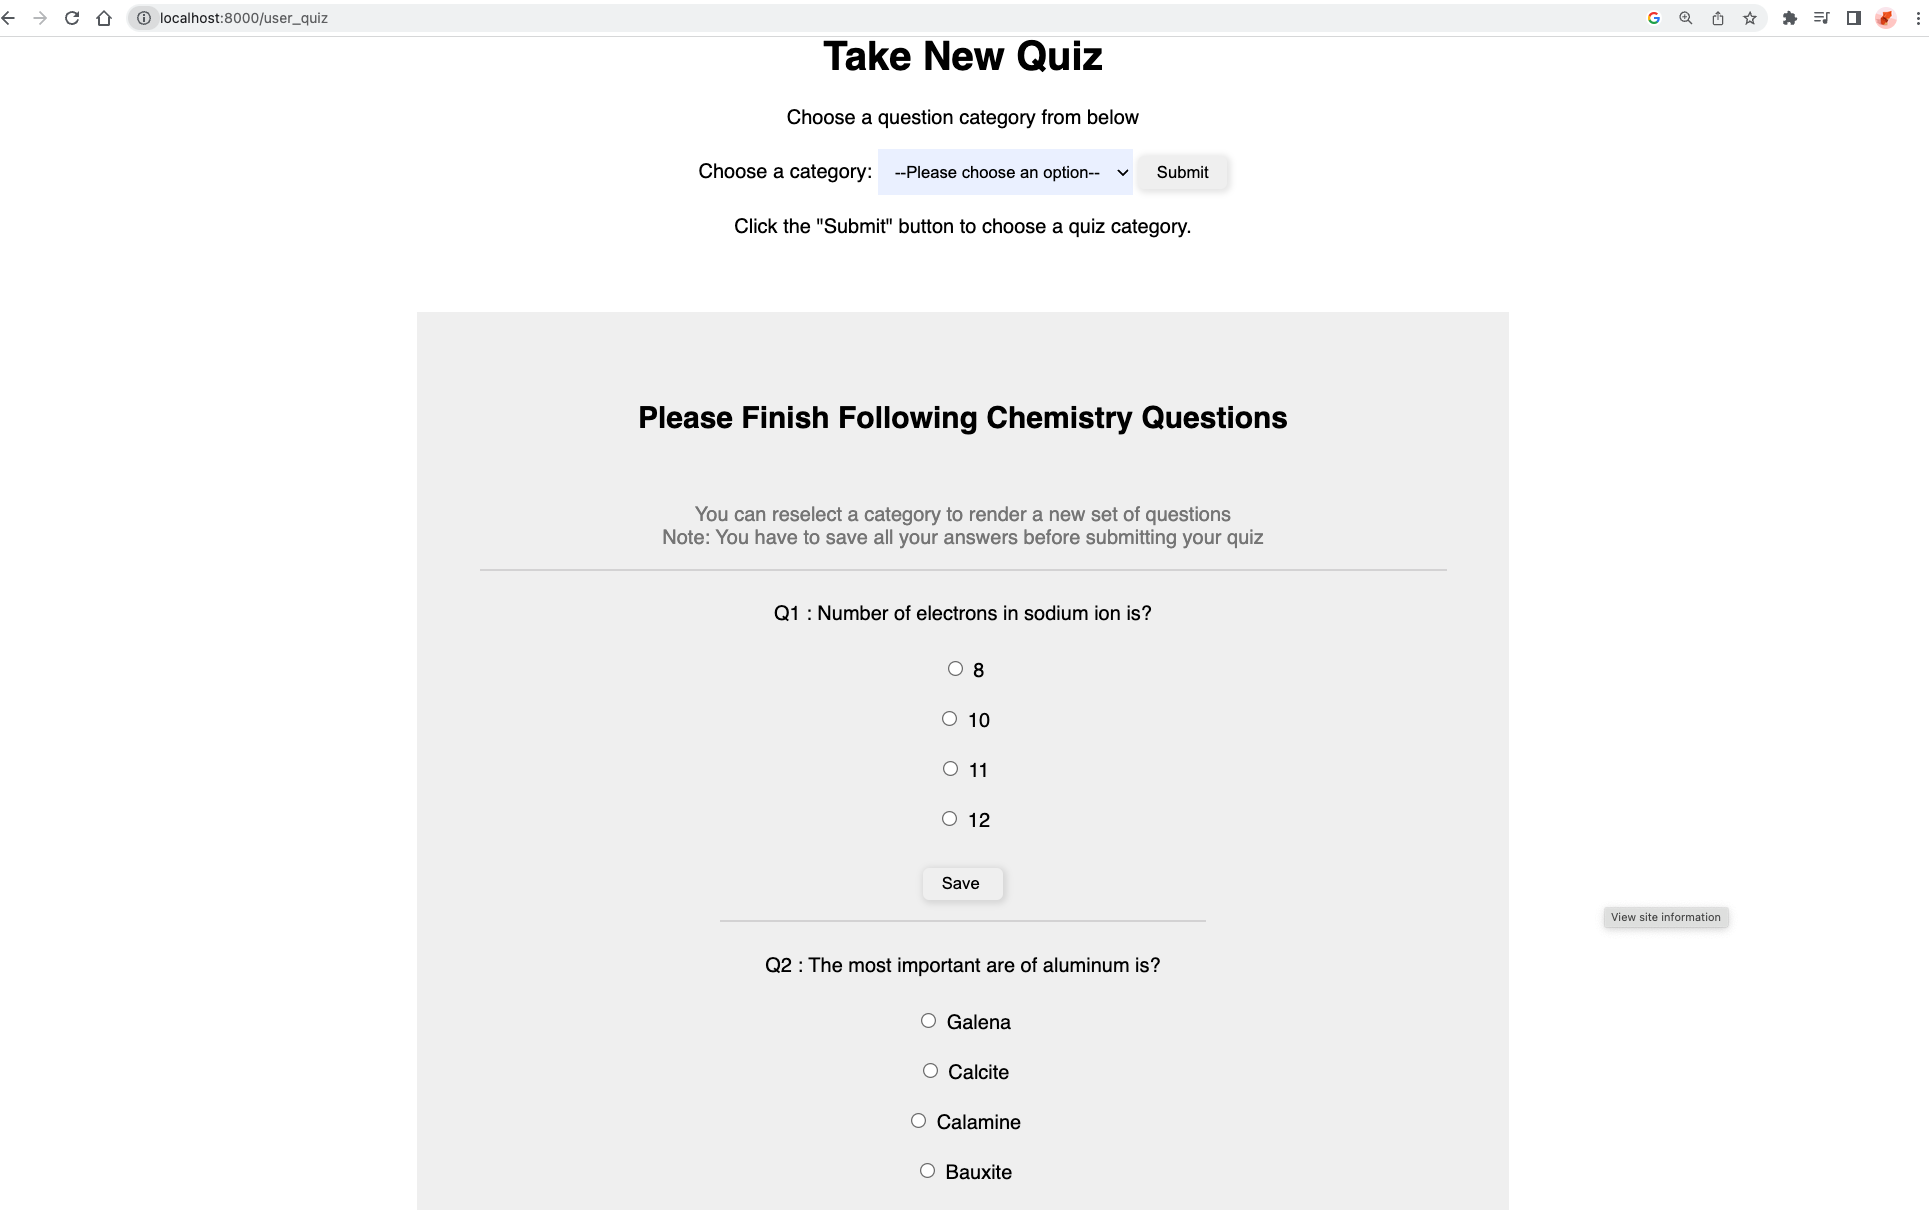 localhost:8000/user_quiz
Take New Quiz
Choose a question category from below
Choose a category: --Please choose an option-- Submit
Click the "Submit" button to choose a quiz category.
Please Finish Following Chemistry Questions
You can reselect a category to render a new set of questions
Note: You have to save all your answers before submitting your quiz
Q1 : Number of electrons in sodium ion is?
8
10
11
12
Save
View site information
Q2 : The most important are of aluminum is?
Galena
Calcite
Calamine
Bauxite